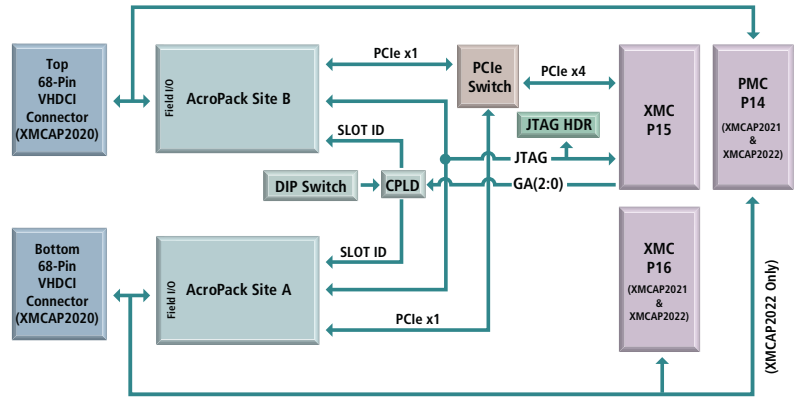 Top
68-Pin
VHDCI
Connector
(XMCAP2020)
Field I/O
AcroPack Site B
PCIe x1
PCIe
Switch
PCIe x4
XMC
P15
PMC
P14
(XMCAP2021
&
XMCAP2022)
JTAG HDR
SLOT ID
JTAG
DIP Switch
CPLD
GA(2:0)
Bottom
68-Pin
VHDCI
Connector
(XMCAP2020)
Field I/O
AcroPack Site A
SLOT ID
PCIe x1
XMC
P16
(XMCAP2021
&
XMCAP2022)
(XMCAP2022 Only)